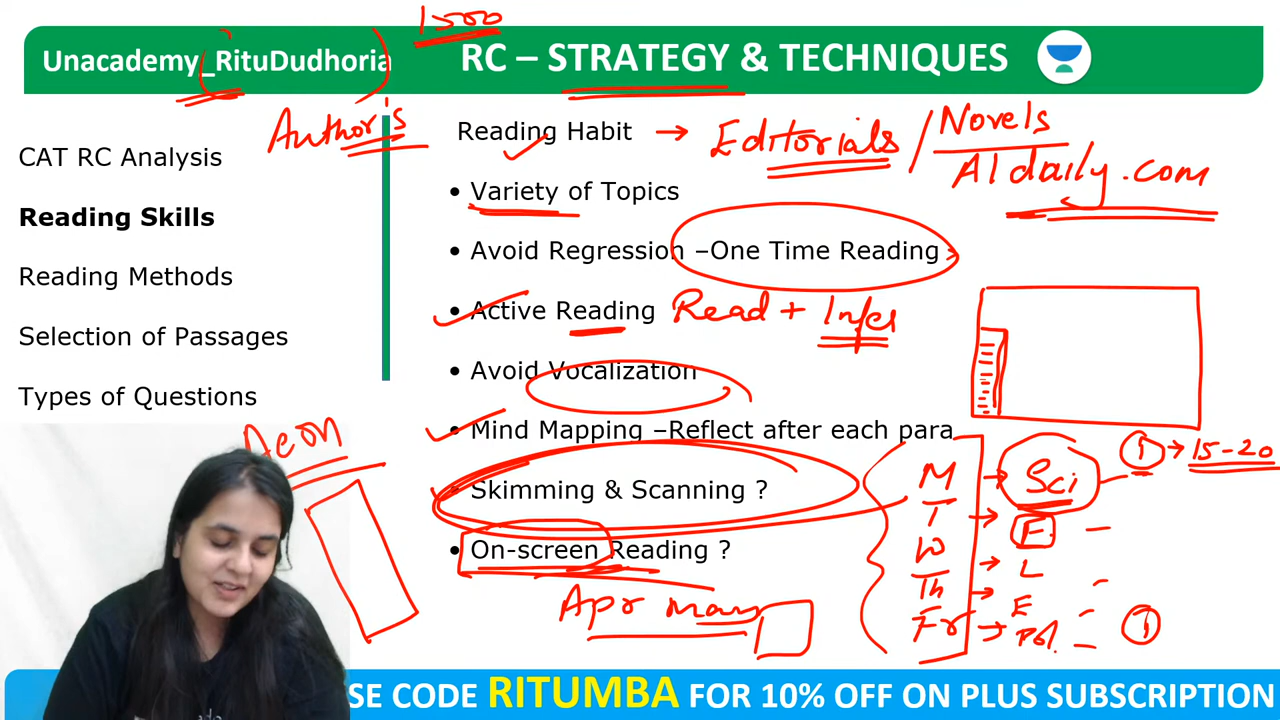 1500
Unacademy_RituDudhoria
RC – STRATEGY & TECHNIQUES
Author's
CAT RC Analysis
Reading Skills
Reading Methods
Selection of Passages
Types of Questions
Aeon
Reading Habit → Editorials / Novels
Aldaily.com
• Variety of Topics
• Avoid Regression –One Time Reading
• Active Reading Read + Infer
• Avoid Vocalization
• Mind Mapping –Reflect after each para
• Skimming & Scanning ?
• On-screen Reading ?
Apr may
M → Sci 1 → 15-20
T → F
W → L
Th → E
Fr → Pol. 1
SE CODE RITUMBA FOR 10% OFF ON PLUS SUBSCRIPTION